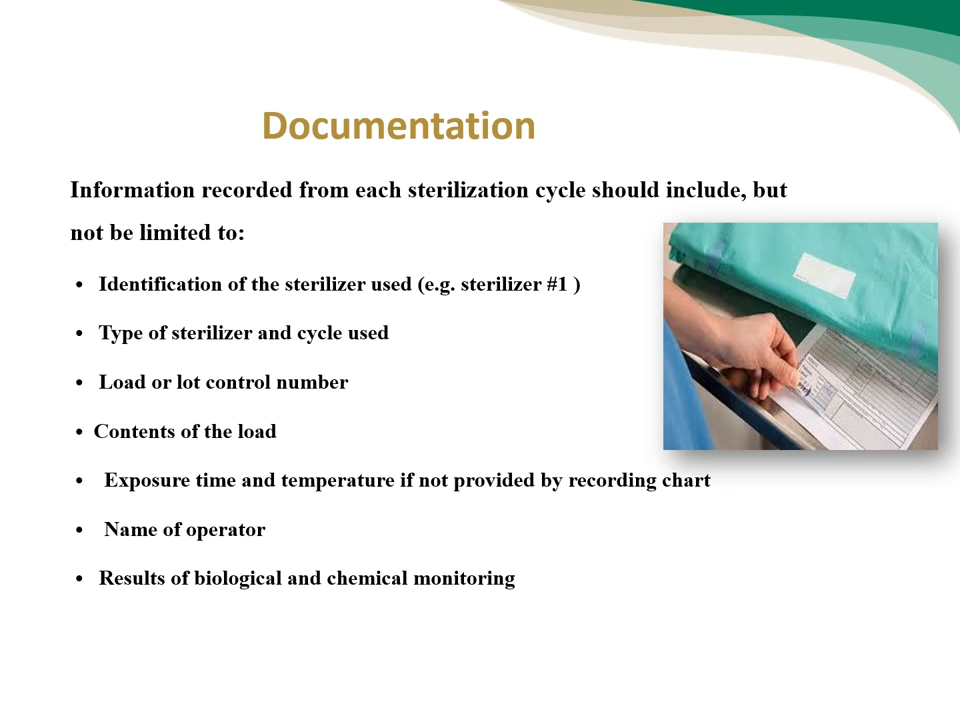 Documentation
Information recorded from each sterilization cycle should include, but
not be limited to:
• Identification of the sterilizer used (e.g. sterilizer #1 )
• Type of sterilizer and cycle used
• Load or lot control number
• Contents of the load
• Exposure time and temperature if not provided by recording chart
• Name of operator
• Results of biological and chemical monitoring